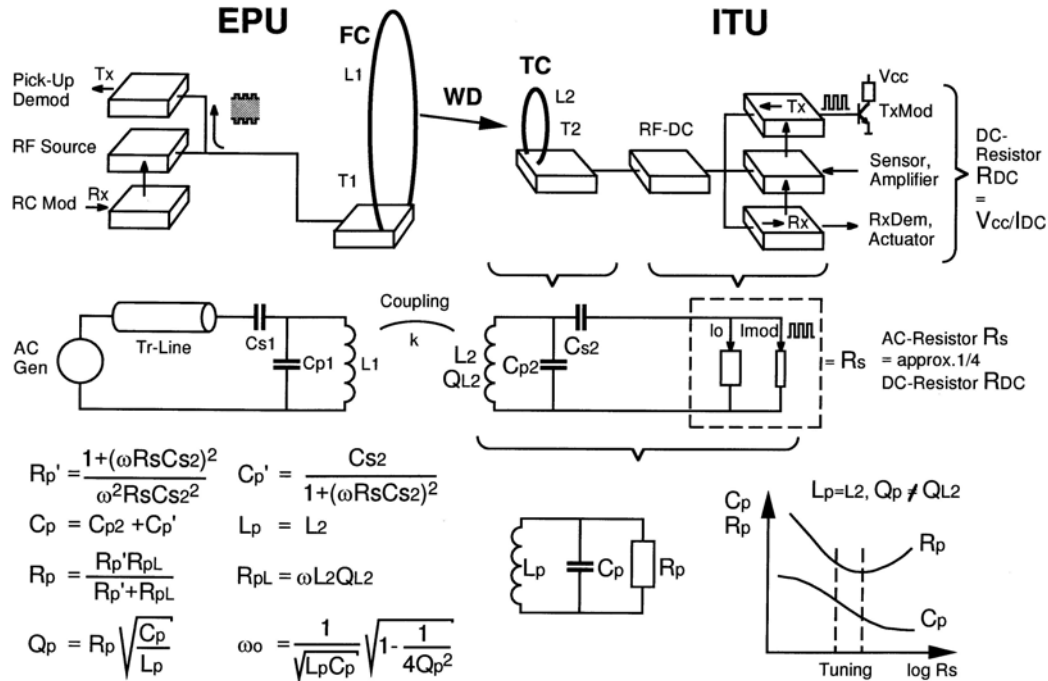 EPU
ITU
FC
L1
T1
TC
L2
T2
WD
Pick-Up
Demod
Tx
RF Source
RC Mod
Rx
RF-DC
Tx
Rx
Vcc
TxMod
Sensor,
Amplifier
RxDem,
Actuator
DC-
Resistor
RDC
=
Vcc/IDC
AC
Gen
Tr-Line
Cs1
Cp1
L1
Coupling
k
L2
QL2
Cp2
Cs2
Io
Imod
= Rs
AC-Resistor Rs
= approx.1/4
DC-Resistor RDC
Rp' = 1+(ωRsCs2)² / ω²RsCs2²
Cp' = Cs2 / 1+(ωRsCs2)²
Cp = Cp2 +Cp'
Lp = L2
Rp = Rp'RpL / Rp'+RpL
RpL = ωL2QL2
Qp = Rp √(Cp / Lp)
ωo = 1 / √(LpCp) √(1- 1 / 4Qp²)
Lp
Cp
Rp
Lp=L2, Qp ≠ QL2
Cp
Rp
Rp
Cp
Tuning
log Rs